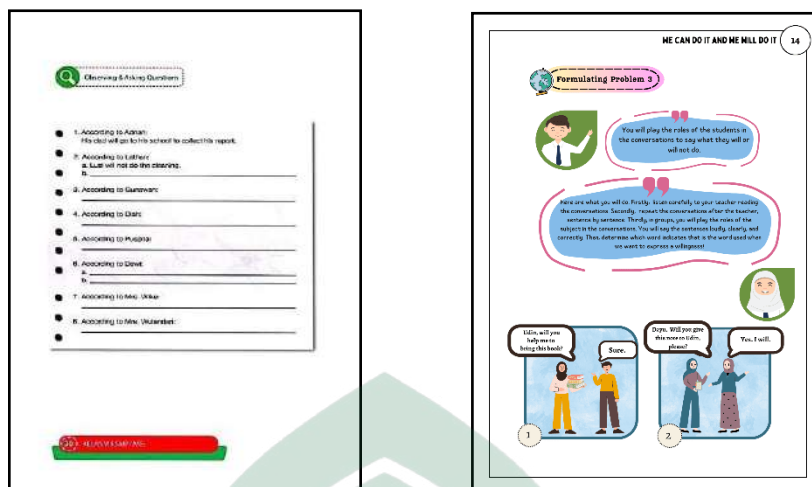 Observing & Asking Questions
1. According to Adnan:
His dad will go to his school to collect his report.
2. According to
a. Lusi will not do the cleaning.
b.
3. According to Gunawan:
4. According to Dian:
5. According to Puspita:
6. According to Dewi:
a.
b.
7. According to Mrs.
8. According to Mrs. Wulandari:
WE CAN DO IT AND WE WILL DO IT
14
Formulating Problem 3
You will play the roles of the students in
the conversations to say what they will or
will not do.
Here are what you will do. Firstly, listen carefully to your teacher reading
the conversations. Secondly, repeat the conversations after the teacher,
sentence by sentence. Thirdly, in groups, you will play the roles of the
subject in the conversations. You will say the sentences loudly, clearly, and
correctly. Then, determine which word indicates that is the word used when
we want to express a willingness!
Udin, will you
help me to
bring this book?
Sure.
1
Dayu, Will you give
this note to Udin,
please?
Yes, I will.
2